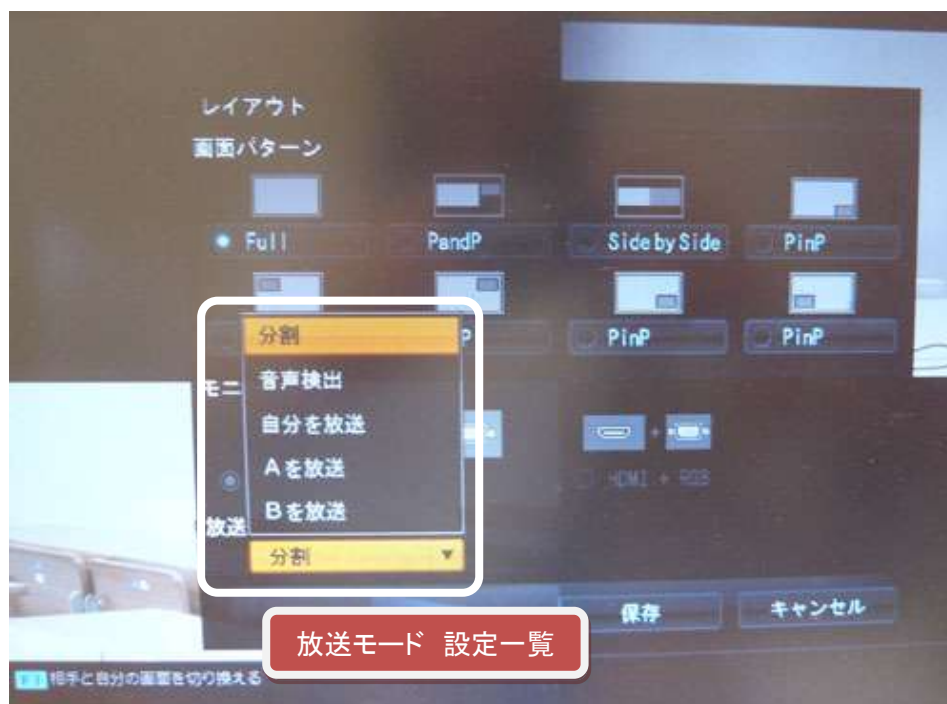 レイアウト
画面パターン
Full
PandP
Side by Side
PinP
P
PinP
PinP
分割
音声検出
自分を放送
Aを放送
Bを放送
モニ
HDMI + RGB
放送
分割 ▼
保存
キャンセル
放送モード 設定一覧
相手と自分の画面を切り換える